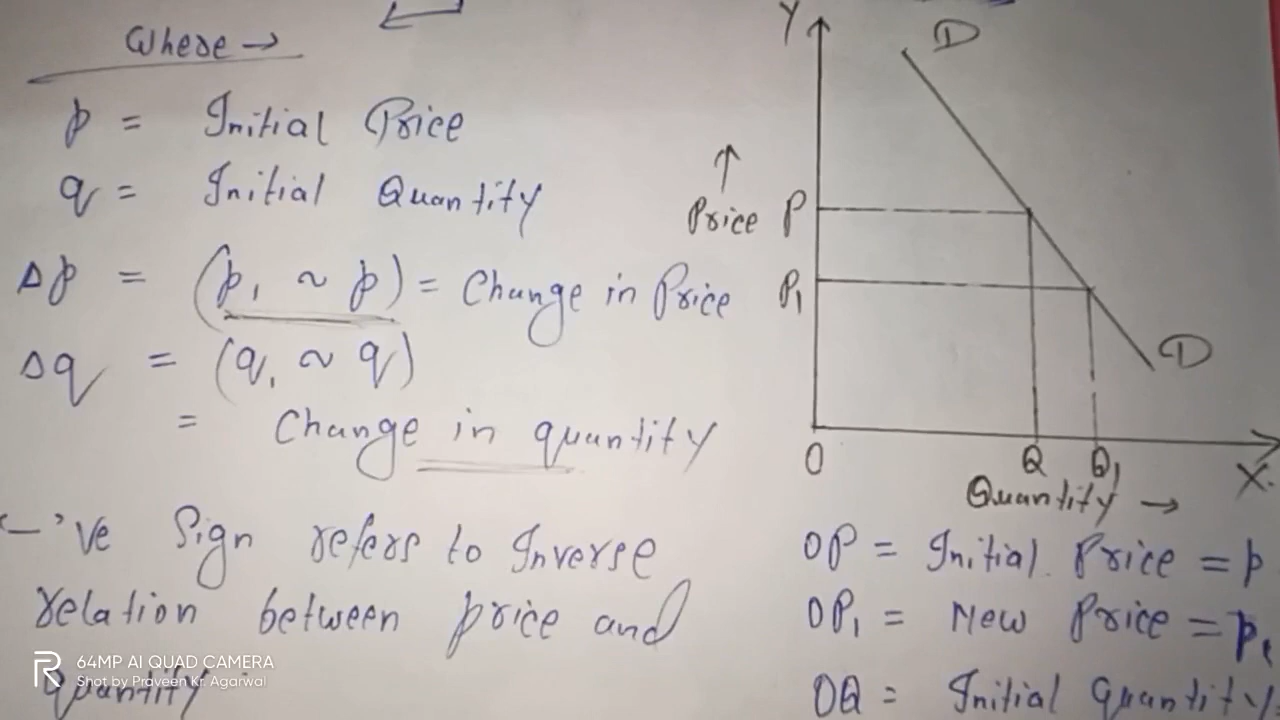 Where →
p = Initial Price
q = Initial Quantity
Δp = (p₁ ~ p) = Change in Price
Δq = (q₁ ~ q)
= Change in quantity
'–'ve Sign refers to Inverse
relation between price and
quantity
Y
D
↑
Price P
P₁
D
O
Q Q₁
X
Quantity →
OP = Initial Price = p
OP₁ = New Price = p₁
OQ = Initial Quantity
64MP AI QUAD CAMERA
Shot by Praveen Kr. Agarwal